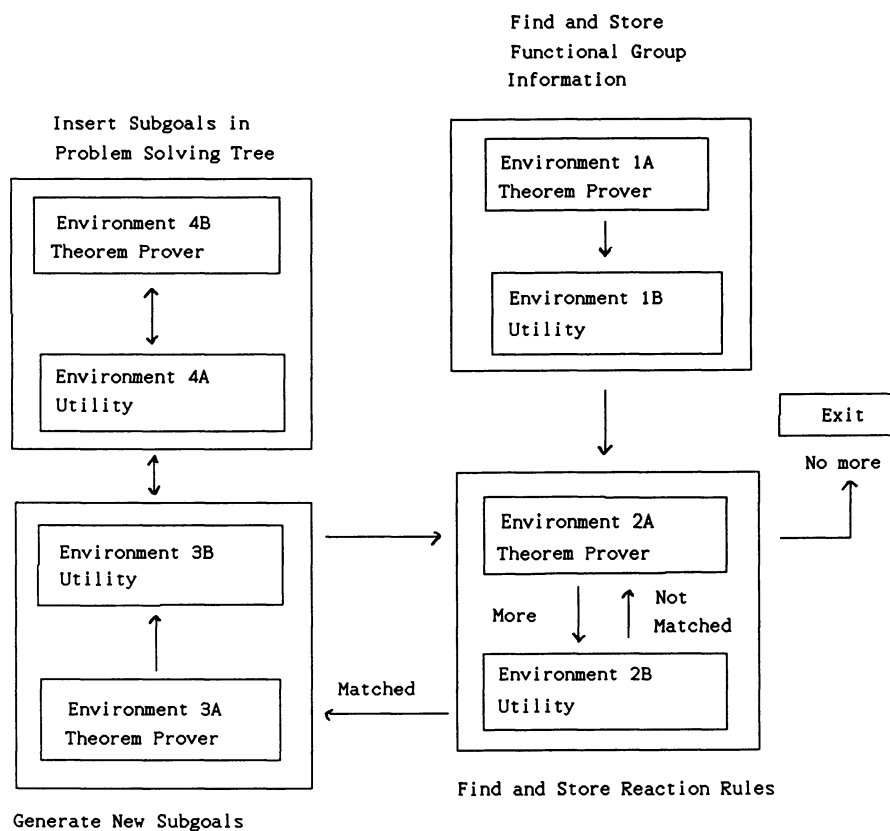 Find and Store
Functional Group
Information
Insert Subgoals in
Problem Solving Tree
Environment 1A
Theorem Prover
Environment 4B
Theorem Prover
Environment 1B
Utility
Environment 4A
Utility
Exit
No more
Environment 2A
Theorem Prover
Environment 3B
Utility
More
Not
Matched
Environment 2B
Utility
Matched
Environment 3A
Theorem Prover
Find and Store Reaction Rules
Generate New Subgoals